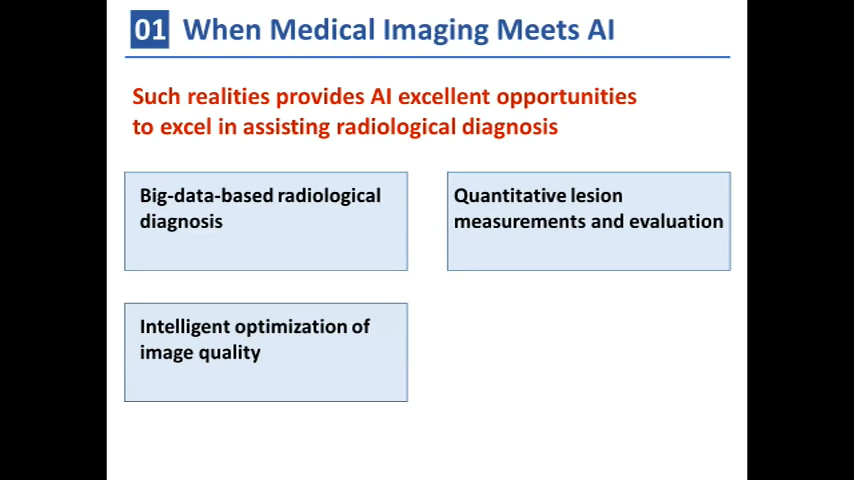 01 When Medical Imaging Meets AI
Such realities provides AI excellent opportunities
to excel in assisting radiological diagnosis
Big-data-based radiological
diagnosis
Quantitative lesion
measurements and evaluation
Intelligent optimization of
image quality